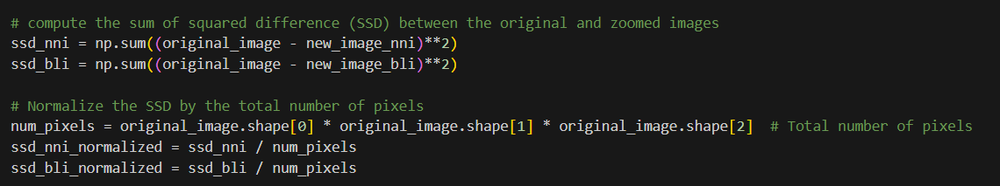 # compute the sum of squared difference (SSD) between the original and zoomed images
ssd_nni = np.sum((original_image - new_image_nni)**2)
ssd_bli = np.sum((original_image - new_image_bli)**2)

# Normalize the SSD by the total number of pixels
num_pixels = original_image.shape[0] * original_image.shape[1] * original_image.shape[2]  # Total number of pixels
ssd_nni_normalized = ssd_nni / num_pixels
ssd_bli_normalized = ssd_bli / num_pixels